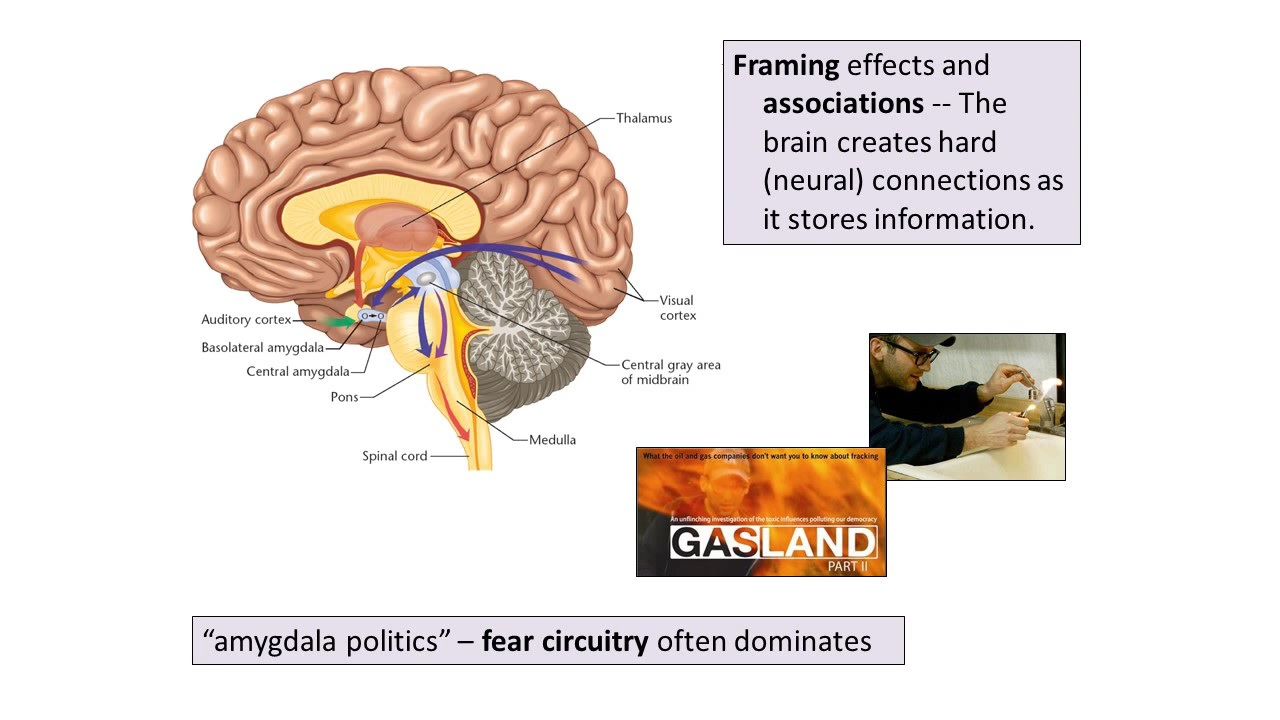 Framing effects and
associations -- The
brain creates hard
(neural) connections as
it stores information.
Thalamus
Visual
cortex
Auditory cortex
Basolateral amygdala
Central amygdala
Central gray area
of midbrain
Pons
Medulla
Spinal cord
What the oil and gas companies don't want you to know about fracking
An unflinching investigation of the toxic influences polluting our democracy
GASLAND
PART II
“amygdala politics” – fear circuitry often dominates